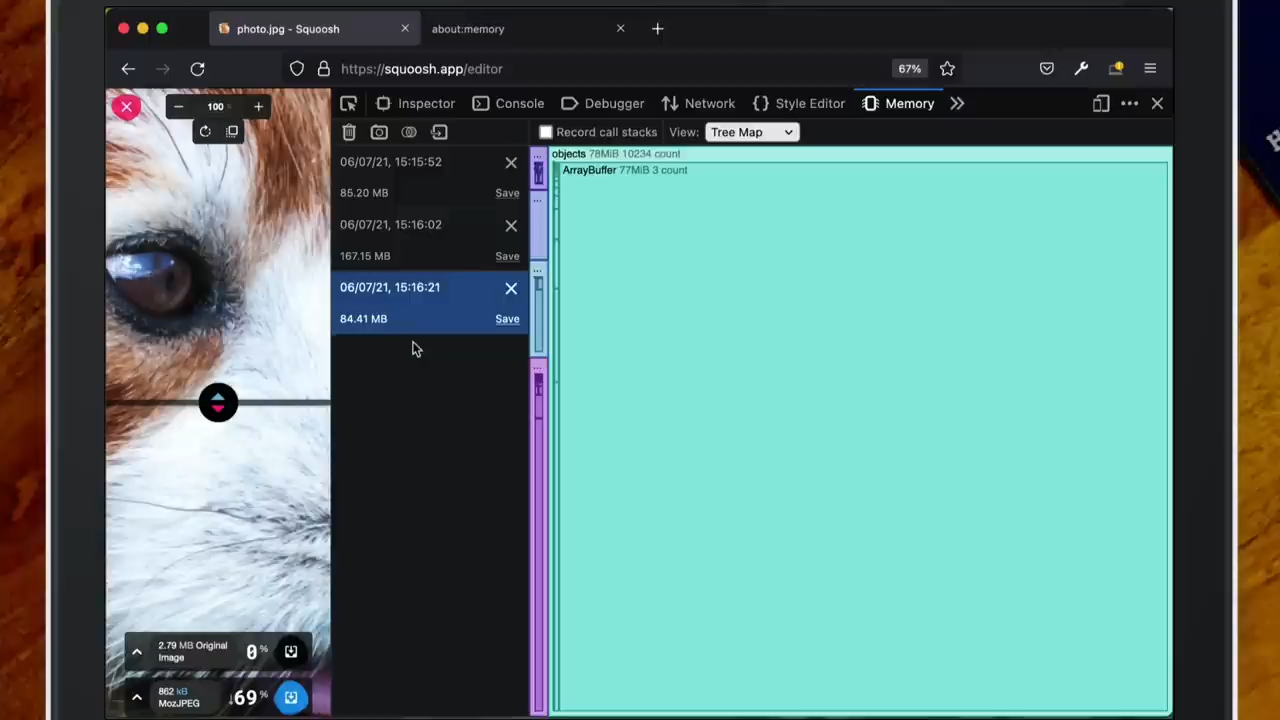 photo.jpg - Squoosh
about:memory
https://squoosh.app/editor
67%
100 %
Inspector
Console
Debugger
Network
Style Editor
Memory
Record call stacks
View:
Tree Map
06/07/21, 15:15:52
85.20 MB
Save
06/07/21, 15:16:02
167.15 MB
Save
06/07/21, 15:16:21
84.41 MB
Save
...
...
...
...
objects 78MiB 10234 count
ArrayBuffer 77MiB 3 count
2.79 MB Original
Image
0 %
862 kB
MozJPEG
↓69 %